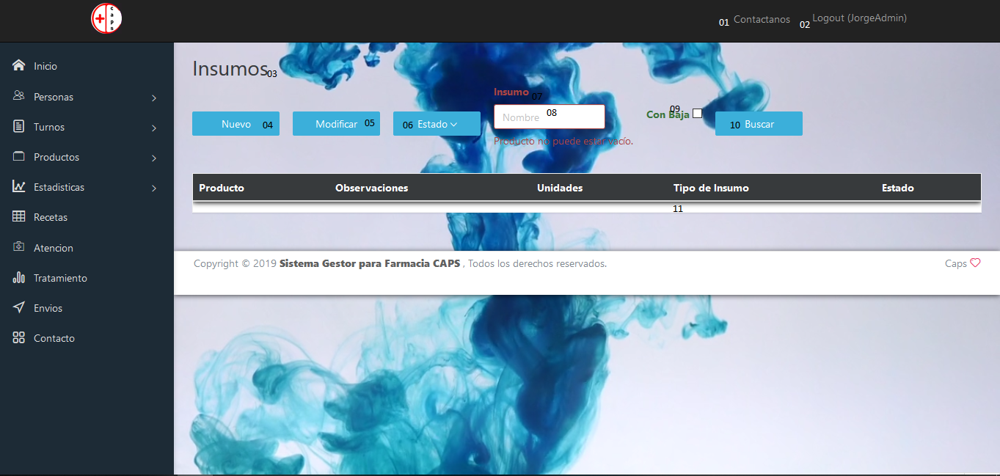 caps
01 Contactanos 02 Logout (JorgeAdmin)
Inicio
Personas
Turnos
Productos
Estadisticas
Recetas
Atencion
Tratamiento
Envios
Contacto
Insumos 03
Nuevo 04
Modificar 05
06 Estado
Insumo 07
Nombre 08
Producto no puede estar vacío.
09
Con Baja
10 Buscar
Producto Observaciones Unidades Tipo de Insumo Estado
11
Copyright © 2019 Sistema Gestor para Farmacia CAPS , Todos los derechos reservados.
Caps